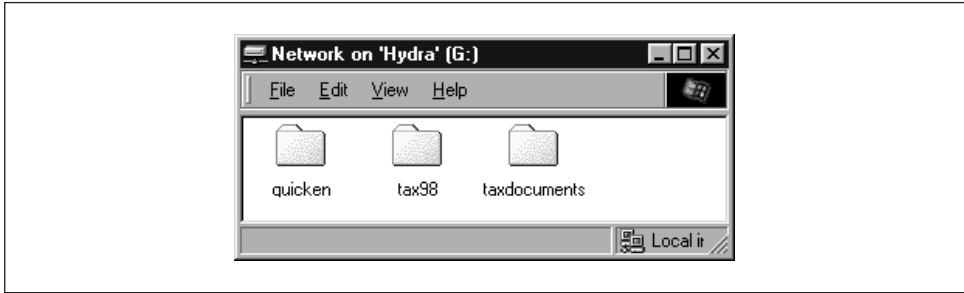 Network on 'Hydra' (G:)
File Edit View Help
quicken tax98 taxdocuments
Local ir